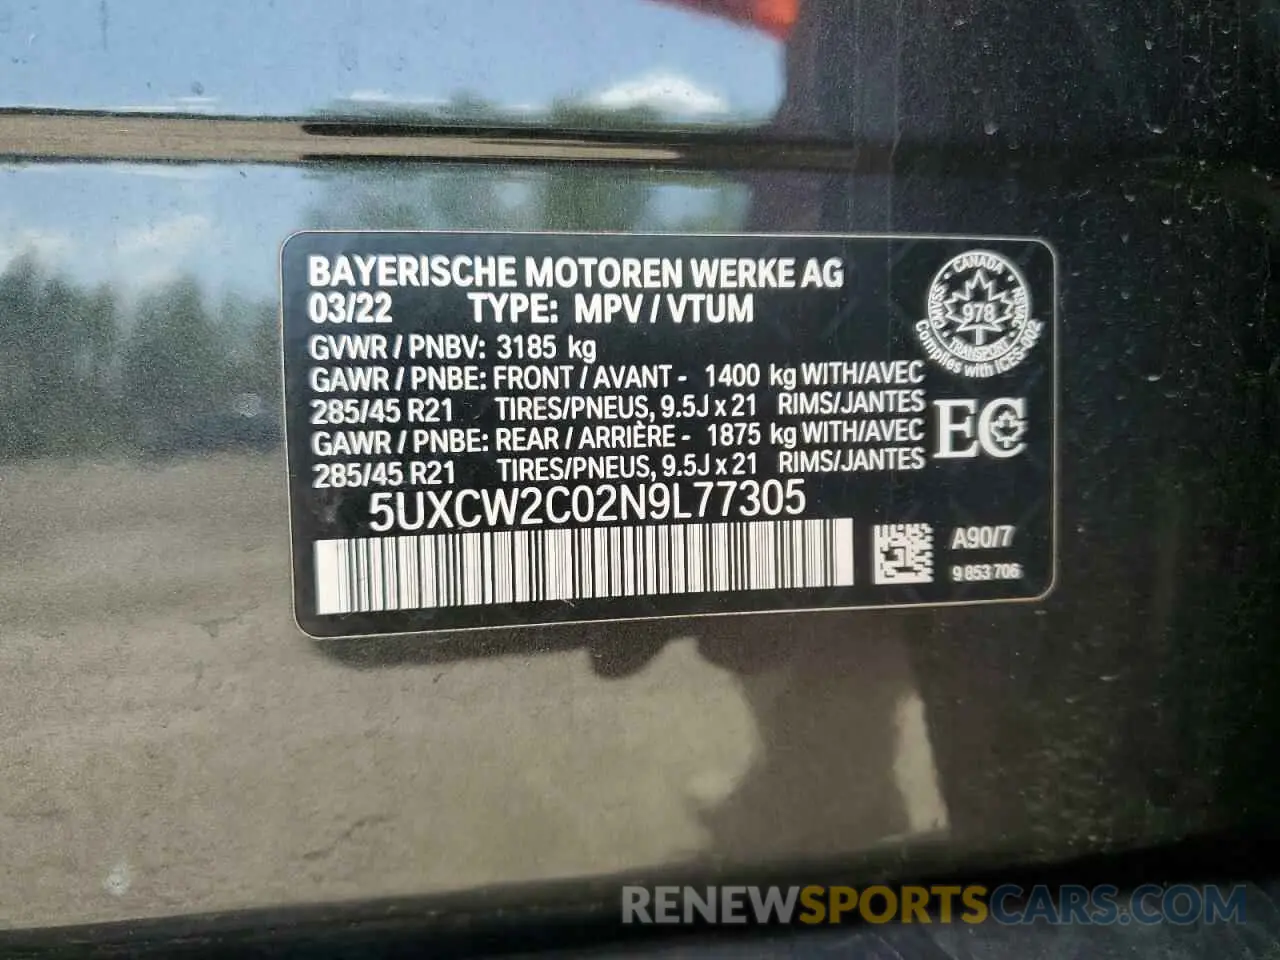 BAYERISCHE MOTOREN WERKE AG
03/22 TYPE: MPV / VTUM
GVWR / PNBV: 3185 kg
GAWR / PNBE: FRONT / AVANT - 1400 kg WITH/AVEC
285/45 R21 TIRES/PNEUS, 9.5J x 21 RIMS/JANTES
GAWR / PNBE: REAR / ARRIÈRE - 1875 kg WITH/AVEC
285/45 R21 TIRES/PNEUS, 9.5J x 21 RIMS/JANTES
5UXCW2C02N9L77305
CANADA
CMVSS
NSVAC
978
TRANSPORT
Complies with ICES-002
EC
A90/7
9 853 706
RENEWSPORTSCARS.COM